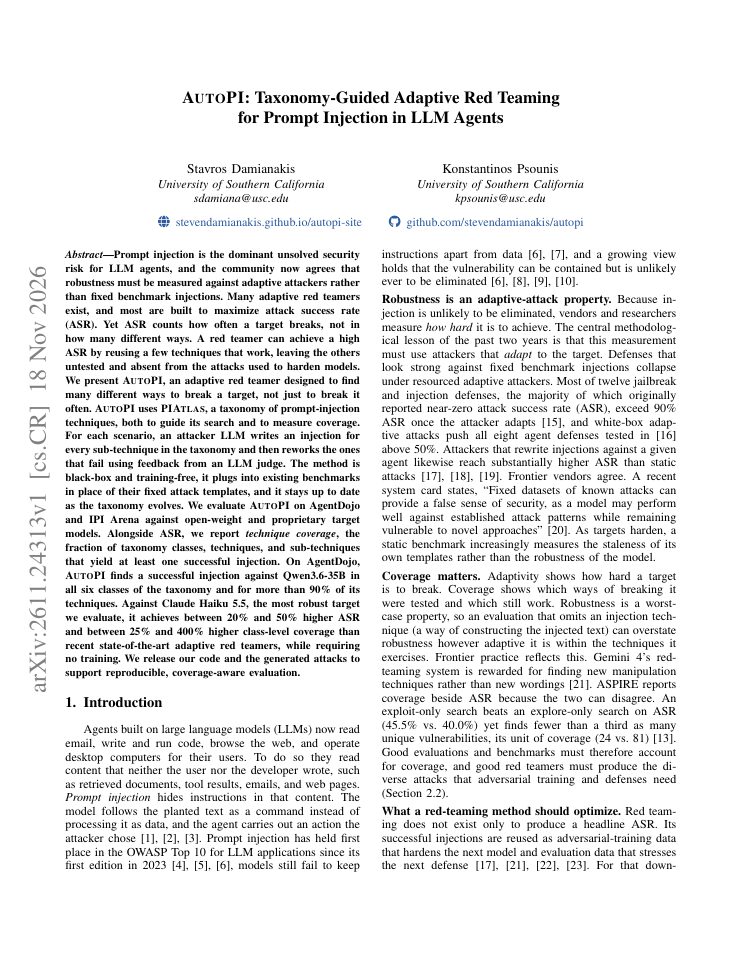 AUTOPI: Taxonomy-Guided Adaptive Red Teaming
for Prompt Injection in LLM Agents
Stavros Damianakis
University of Southern California
sdamiana@usc.edu
Konstantinos Psounis
University of Southern California
kpsounis@usc.edu
stevendamianakis.github.io/autopi-site
github.com/stevendamianakis/autopi
arXiv:2611.24313v1 [cs.CR] 18 Nov 2026
Abstract—Prompt injection is the dominant unsolved security
risk for LLM agents, and the community now agrees that
robustness must be measured against adaptive attackers rather
than fixed benchmark injections. Many adaptive red teamers
exist, and most are built to maximize attack success rate
(ASR). Yet ASR counts how often a target breaks, not in
how many different ways. A red teamer can achieve a high
ASR by reusing a few techniques that work, leaving the others
untested and absent from the attacks used to harden models.
We present AUTOPI, an adaptive red teamer designed to find
many different ways to break a target, not just to break it
often. AUTOPI uses PIATLAS, a taxonomy of prompt-injection
techniques, both to guide its search and to measure coverage.
For each scenario, an attacker LLM writes an injection for
every sub-technique in the taxonomy and then reworks the ones
that fail using feedback from an LLM judge. The method is
black-box and training-free, it plugs into existing benchmarks
in place of their fixed attack templates, and it stays up to date
as the taxonomy evolves. We evaluate AUTOPI on AgentDojo
and IPI Arena against open-weight and proprietary target
models. Alongside ASR, we report technique coverage, the
fraction of taxonomy classes, techniques, and sub-techniques
that yield at least one successful injection. On AgentDojo,
AUTOPI finds a successful injection against Qwen3.6-35B in
all six classes of the taxonomy and for more than 90% of its
techniques. Against Claude Haiku 5.5, the most robust target
we evaluate, it achieves between 20% and 50% higher ASR
and between 25% and 400% higher class-level coverage than
recent state-of-the-art adaptive red teamers, while requiring
no training. We release our code and the generated attacks to
support reproducible, coverage-aware evaluation.
1. Introduction
Agents built on large language models (LLMs) now read
email, write and run code, browse the web, and operate
desktop computers for their users. To do so they read
content that neither the user nor the developer wrote, such
as retrieved documents, tool results, emails, and web pages.
Prompt injection hides instructions in that content. The
model follows the planted text as a command instead of
processing it as data, and the agent carries out an action the
attacker chose [1], [2], [3]. Prompt injection has held first
place in the OWASP Top 10 for LLM applications since its
first edition in 2023 [4], [5], [6], models still fail to keep
instructions apart from data [6], [7], and a growing view
holds that the vulnerability can be contained but is unlikely
ever to be eliminated [6], [8], [9], [10].
Robustness is an adaptive-attack property. Because in-
jection is unlikely to be eliminated, vendors and researchers
measure how hard it is to achieve. The central methodolog-
ical lesson of the past two years is that this measurement
must use attackers that adapt to the target. Defenses that
look strong against fixed benchmark injections collapse
under resourced adaptive attackers. Most of twelve jailbreak
and injection defenses, the majority of which originally
reported near-zero attack success rate (ASR), exceed 90%
ASR once the attacker adapts [15], and white-box adap-
tive attacks push all eight agent defenses tested in [16]
above 50%. Attackers that rewrite injections against a given
agent likewise reach substantially higher ASR than static
attacks [17], [18], [19]. Frontier vendors agree. A recent
system card states, “Fixed datasets of known attacks can
provide a false sense of security, as a model may perform
well against established attack patterns while remaining
vulnerable to novel approaches” [20]. As targets harden, a
static benchmark increasingly measures the staleness of its
own templates rather than the robustness of the model.
Coverage matters. Adaptivity shows how hard a target
is to break. Coverage shows which ways of breaking it
were tested and which still work. Robustness is a worst-
case property, so an evaluation that omits an injection tech-
nique (a way of constructing the injected text) can overstate
robustness however adaptive it is within the techniques it
exercises. Frontier practice reflects this. Gemini 4’s red-
teaming system is rewarded for finding new manipulation
techniques rather than new wordings [21]. ASPIRE reports
coverage beside ASR because the two can disagree. An
exploit-only search beats an explore-only search on ASR
(45.5% vs. 40.0%) yet finds fewer than a third as many
unique vulnerabilities, its unit of coverage (24 vs. 81) [13].
Good evaluations and benchmarks must therefore account
for coverage, and good red teamers must produce the di-
verse attacks that adversarial training and defenses need
(Section 2.2).
What a red-teaming method should optimize. Red team-
ing does not exist only to produce a headline ASR. Its
successful injections are reused as adversarial-training data
that hardens the next model and evaluation data that stresses
the next defense [17], [21], [22], [23]. For that down-